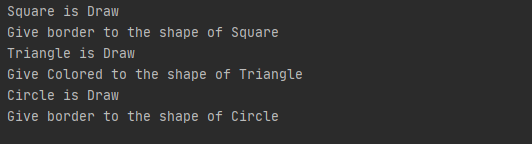 Square is Draw
Give border to the shape of Square
Triangle is Draw
Give Colored to the shape of Triangle
Circle is Draw
Give border to the shape of Circle